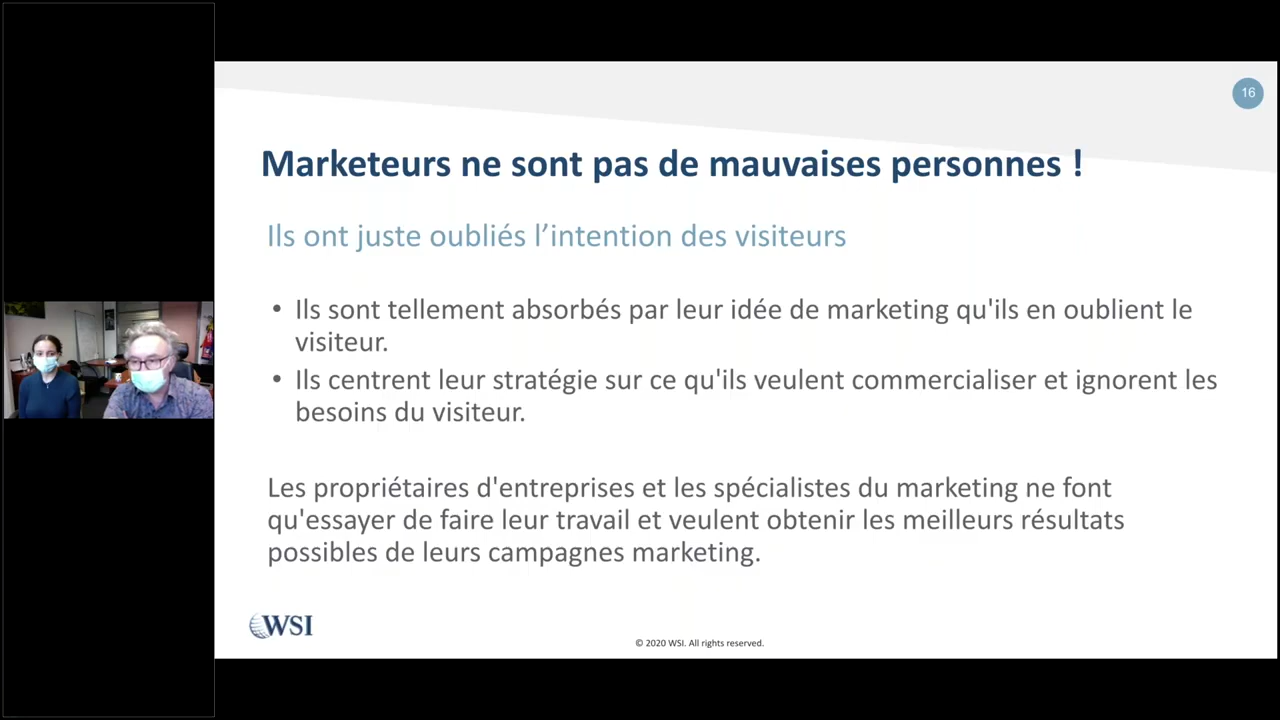 16
Marketeurs ne sont pas de mauvaises personnes !
Ils ont juste oubliés l’intention des visiteurs
• Ils sont tellement absorbés par leur idée de marketing qu'ils en oublient le
visiteur.
• Ils centrent leur stratégie sur ce qu'ils veulent commercialiser et ignorent les
besoins du visiteur.
Les propriétaires d'entreprises et les spécialistes du marketing ne font
qu'essayer de faire leur travail et veulent obtenir les meilleurs résultats
possibles de leurs campagnes marketing.
WSI
© 2020 WSI. All rights reserved.